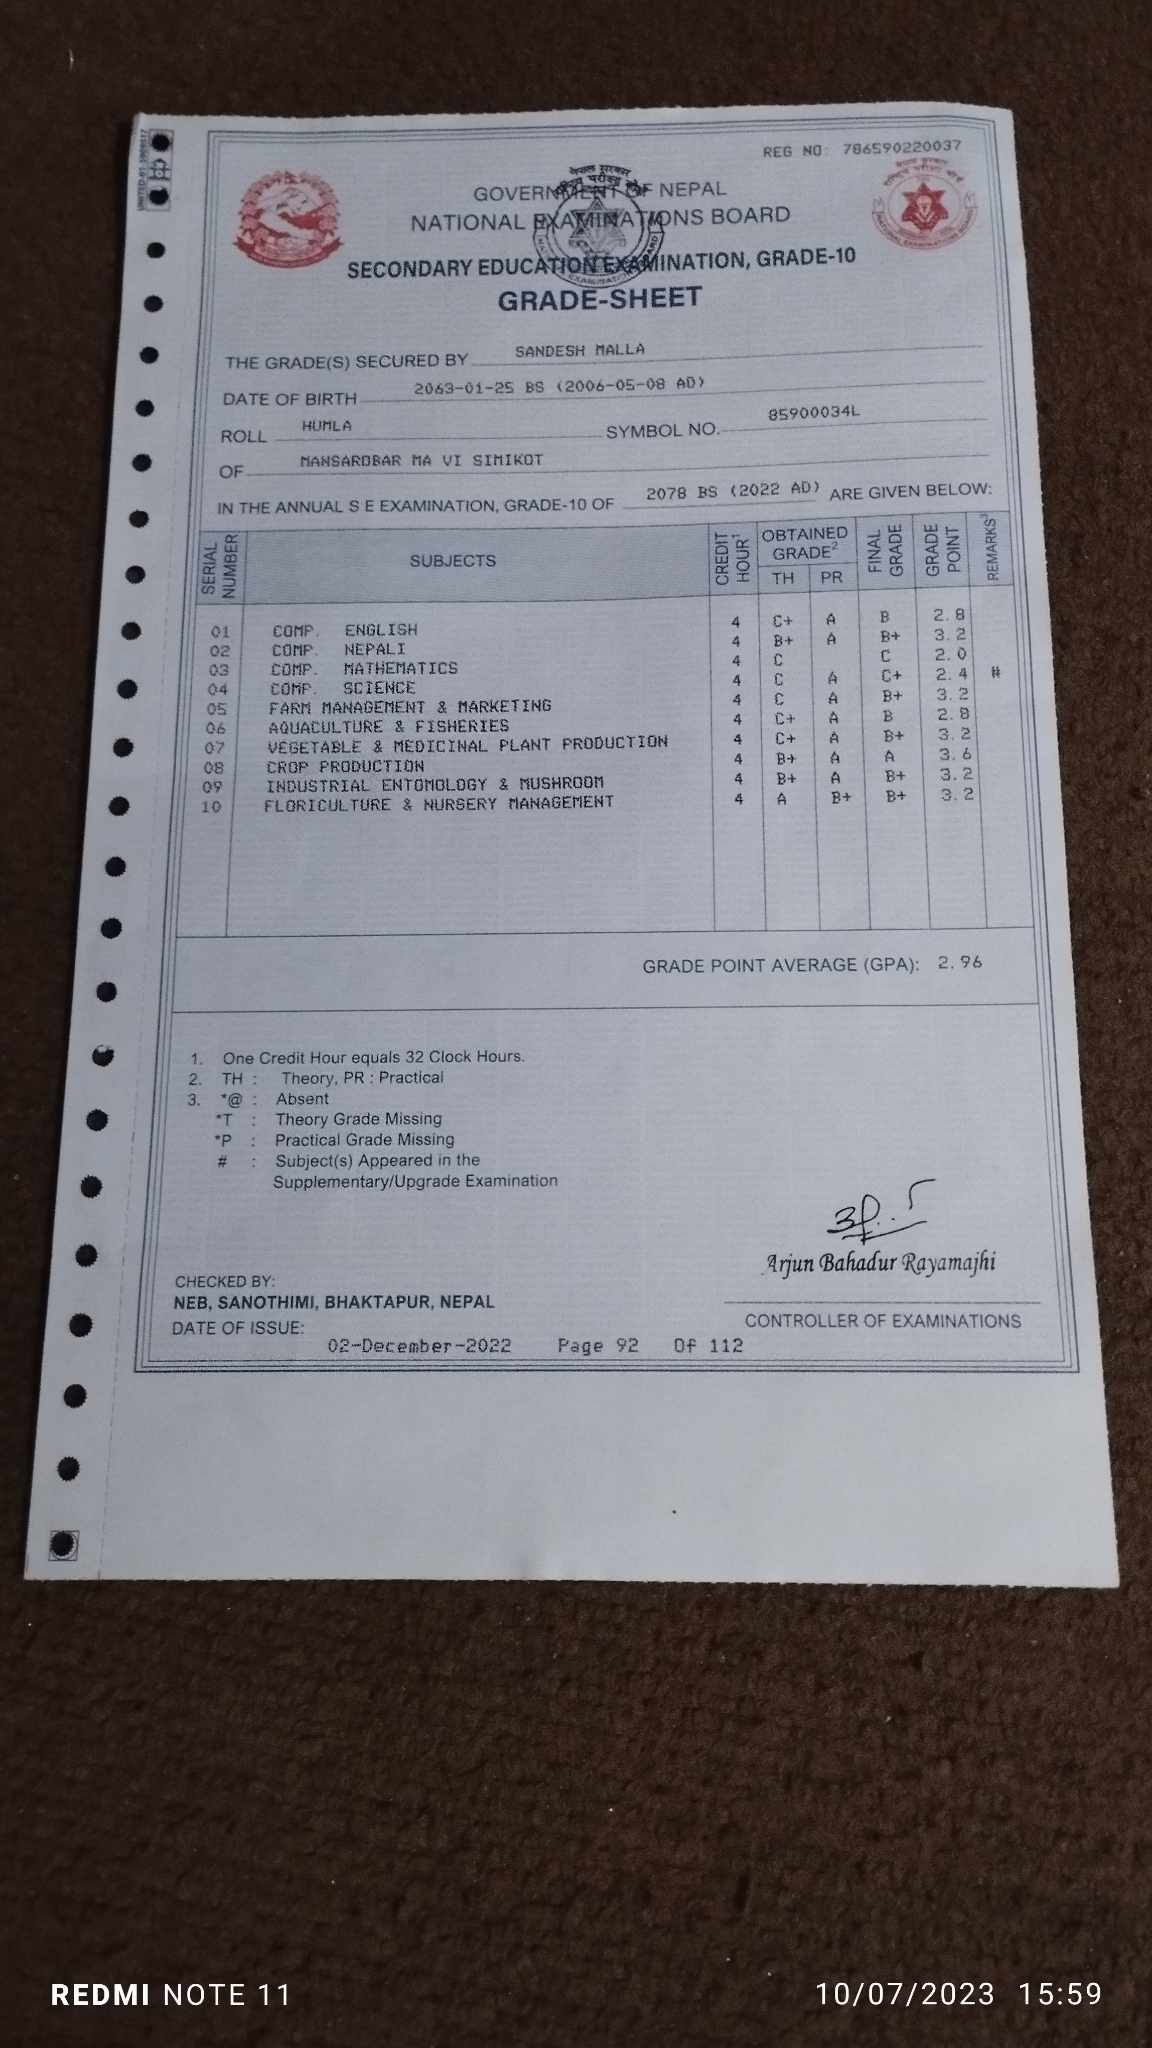 REG NO: 786590220037
नेपाल सरकार
GOVERNMENT OF NEPAL
NATIONAL EXAMINATIONS BOARD
SECONDARY EDUCATION EXAMINATION, GRADE-10
GRADE-SHEET
THE GRADE(S) SECURED BY SANDESH MALLA
DATE OF BIRTH 2063-01-25 BS (2006-05-08 AD)
ROLL HUMLA SYMBOL NO. 85900034L
OF MANSAROBAR MA VI SIMIKOT
IN THE ANNUAL S E EXAMINATION, GRADE-10 OF 2078 BS (2022 AD) ARE GIVEN BELOW:
SERIAL NUMBER SUBJECTS CREDIT HOUR1 OBTAINED GRADE2 FINAL GRADE GRADE POINT REMARKS3
TH PR
01 COMP. ENGLISH 4 C+ A B 2.8
02 COMP. NEPALI 4 B+ A B+ 3.2
03 COMP. MATHEMATICS 4 C C 2.0
04 COMP. SCIENCE 4 C A C+ 2.4 #
05 FARM MANAGEMENT & MARKETING 4 C A B+ 3.2
06 AQUACULTURE & FISHERIES 4 C+ A B 2.8
07 VEGETABLE & MEDICINAL PLANT PRODUCTION 4 C+ A B+ 3.2
08 CROP PRODUCTION 4 B+ A A 3.6
09 INDUSTRIAL ENTOMOLOGY & MUSHROOM 4 B+ A B+ 3.2
10 FLORICULTURE & NURSERY MANAGEMENT 4 A B+ B+ 3.2
GRADE POINT AVERAGE (GPA): 2.96
1. One Credit Hour equals 32 Clock Hours.
2. TH : Theory, PR : Practical
3. *@ : Absent
*T : Theory Grade Missing
*P : Practical Grade Missing
# : Subject(s) Appeared in the
Supplementary/Upgrade Examination
Arjun Bahadur Rayamajhi
CHECKED BY:
NEB, SANOTHIMI, BHAKTAPUR, NEPAL
CONTROLLER OF EXAMINATIONS
DATE OF ISSUE:
02-December-2022 Page 92 Of 112
REDMI NOTE 11
10/07/2023 15:59